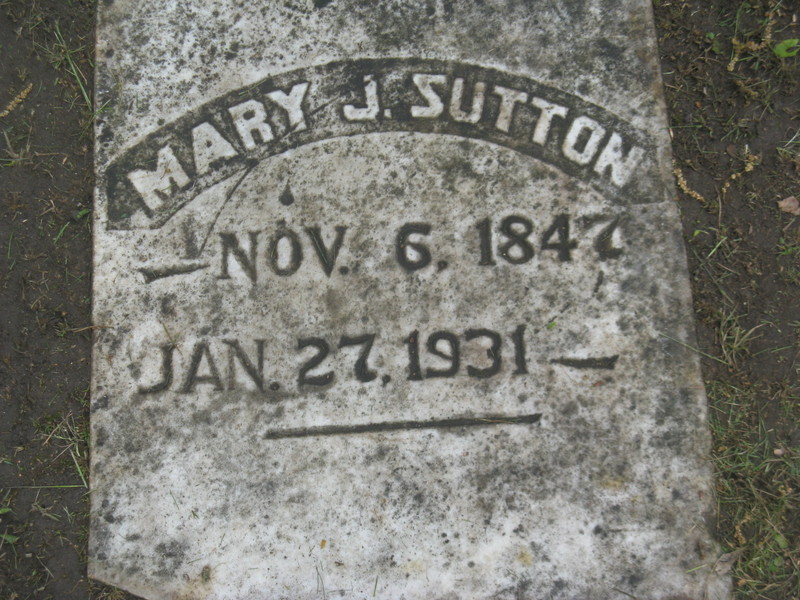 MARY J. SUTTON
— NOV. 6. 1847
JAN. 27, 1931 —